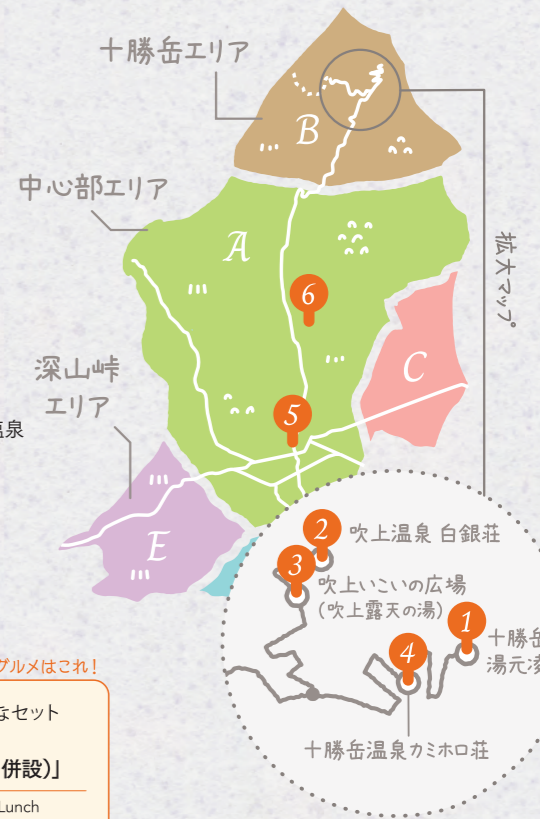 十勝岳エリア
B
中心部エリア
A
拡大マップ
6
C
深山峠
エリア
5
温泉
E
2
吹上温泉 白銀荘
3
吹上いこいの広場
(吹上露天の湯)
1
十勝岳
湯元凌
4
十勝岳温泉カミホロ荘
グルメはこれ!
なセット
併設)」
Lunch